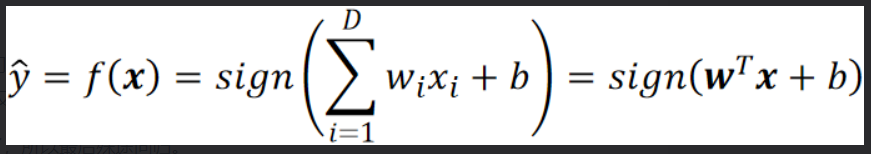 ŷ = f(𝒙) = sign(∑_{i=1}^{D} w_i x_i + b) = sign(𝒘^T 𝒙 + b)